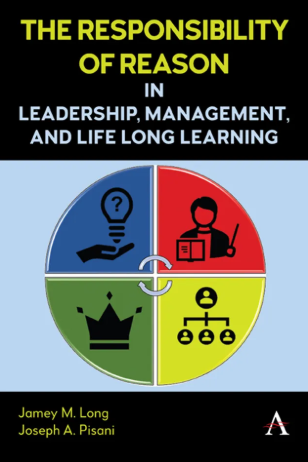 THE RESPONSIBILITY
OF REASON
IN
LEADERSHIP, MANAGEMENT,
AND LIFE LONG LEARNING
?
Jamey M. Long
Joseph A. Pisani